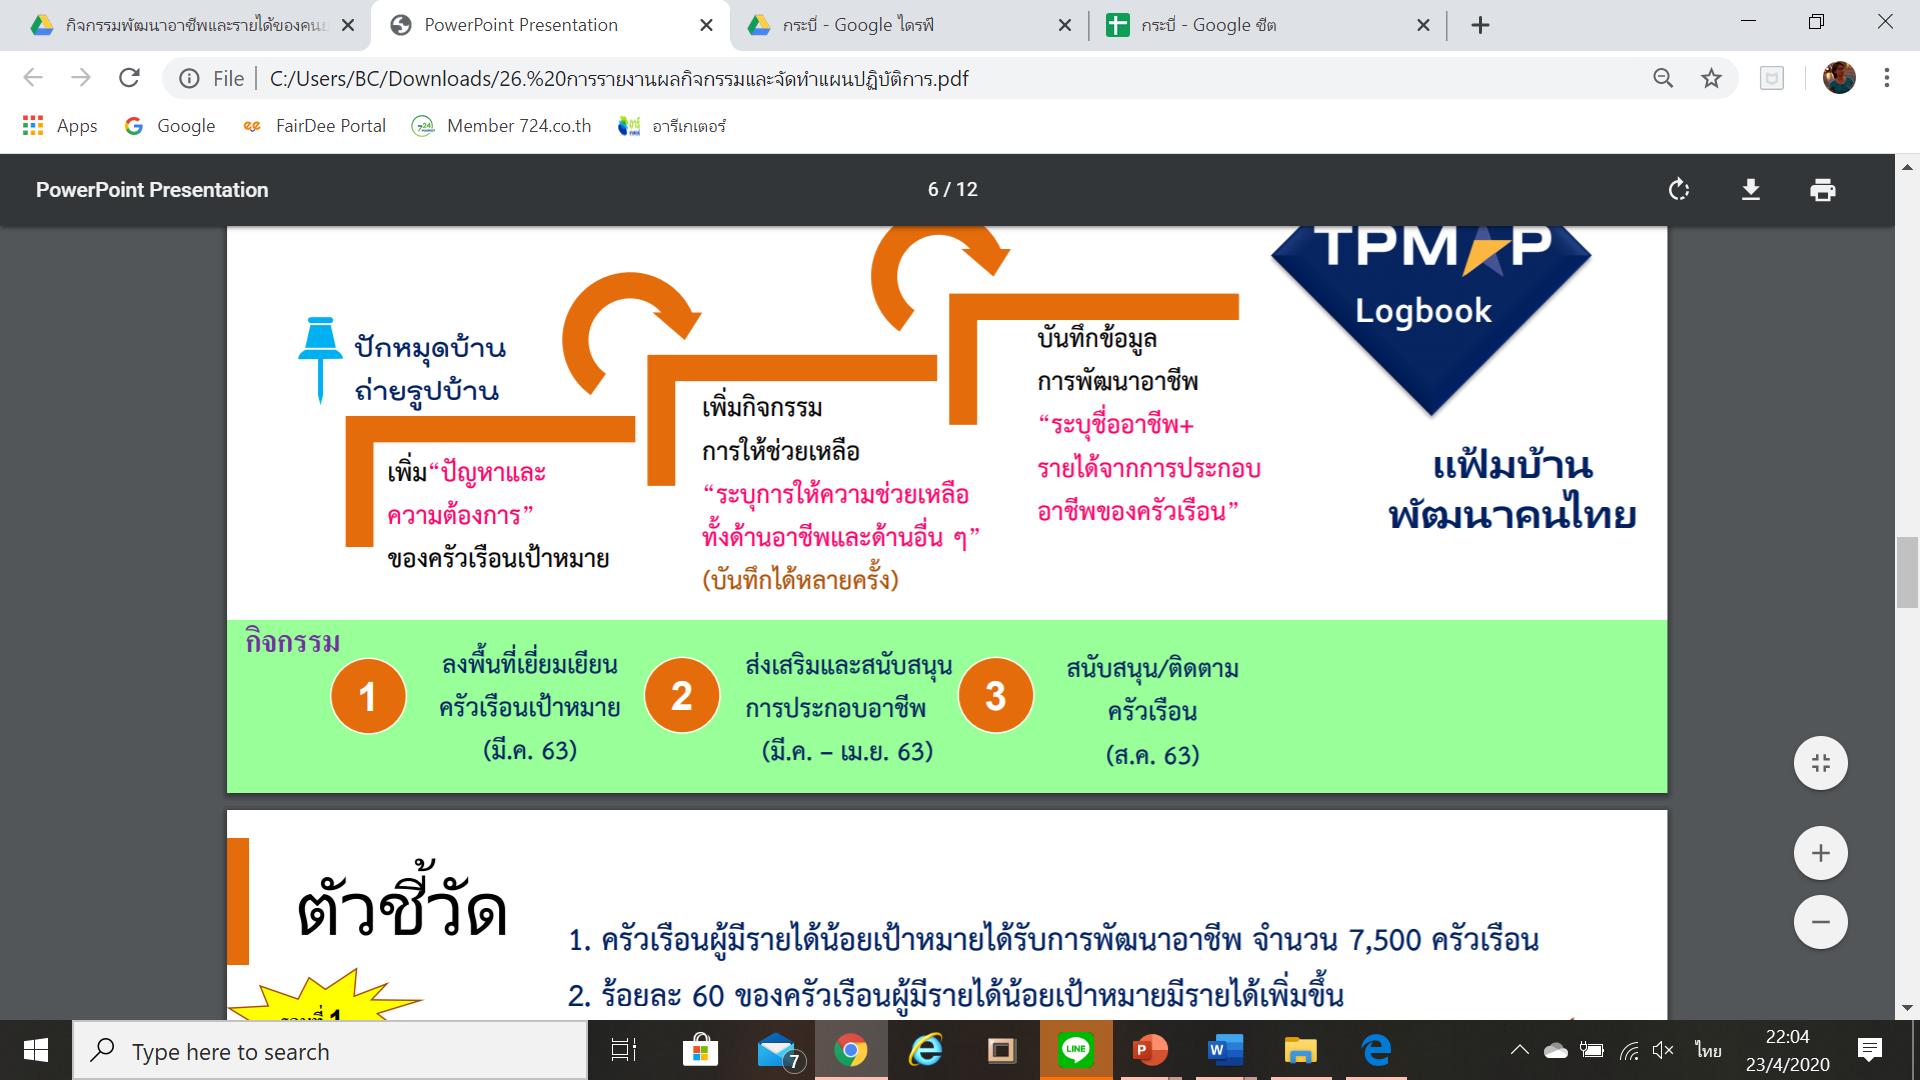 กิจกรรมพัฒนาอาชีพและรายได้ของคน
PowerPoint Presentation
กระบี่ - Google ไดรฟ์
กระบี่ - Google ชีต
File
C:/Users/BC/Downloads/26.%20การรายงานผลกิจกรรมและจัดทำแผนปฏิบัติการ.pdf
Apps
Google
FairDee Portal
Member 724.co.th
อารีเกเตอร์
PowerPoint Presentation
6 / 12
TPMAP
Logbook
ปักหมุดบ้าน
ถ่ายรูปบ้าน
เพิ่ม“ปัญหาและ
ความต้องการ”
ของครัวเรือนเป้าหมาย
เพิ่มกิจกรรม
การให้ช่วยเหลือ
“ระบุการให้ความช่วยเหลือ
ทั้งด้านอาชีพและด้านอื่น ๆ”
(บันทึกได้หลายครั้ง)
บันทึกข้อมูล
การพัฒนาอาชีพ
“ระบุชื่ออาชีพ+
รายได้จากการประกอบ
อาชีพของครัวเรือน”
แฟ้มบ้าน
พัฒนาคนไทย
กิจกรรม
1
ลงพื้นที่เยี่ยมเยียน
ครัวเรือนเป้าหมาย
(มี.ค. 63)
2
ส่งเสริมและสนับสนุน
การประกอบอาชีพ
(มี.ค. – เม.ย. 63)
3
สนับสนุน/ติดตาม
ครัวเรือน
(ส.ค. 63)
ตัวชี้วัด
1. ครัวเรือนผู้มีรายได้น้อยเป้าหมายได้รับการพัฒนาอาชีพ จำนวน 7,500 ครัวเรือน
2. ร้อยละ 60 ของครัวเรือนผู้มีรายได้น้อยเป้าหมายมีรายได้เพิ่มขึ้น
Type here to search
7
LINE
ไทย
22:04
23/4/2020